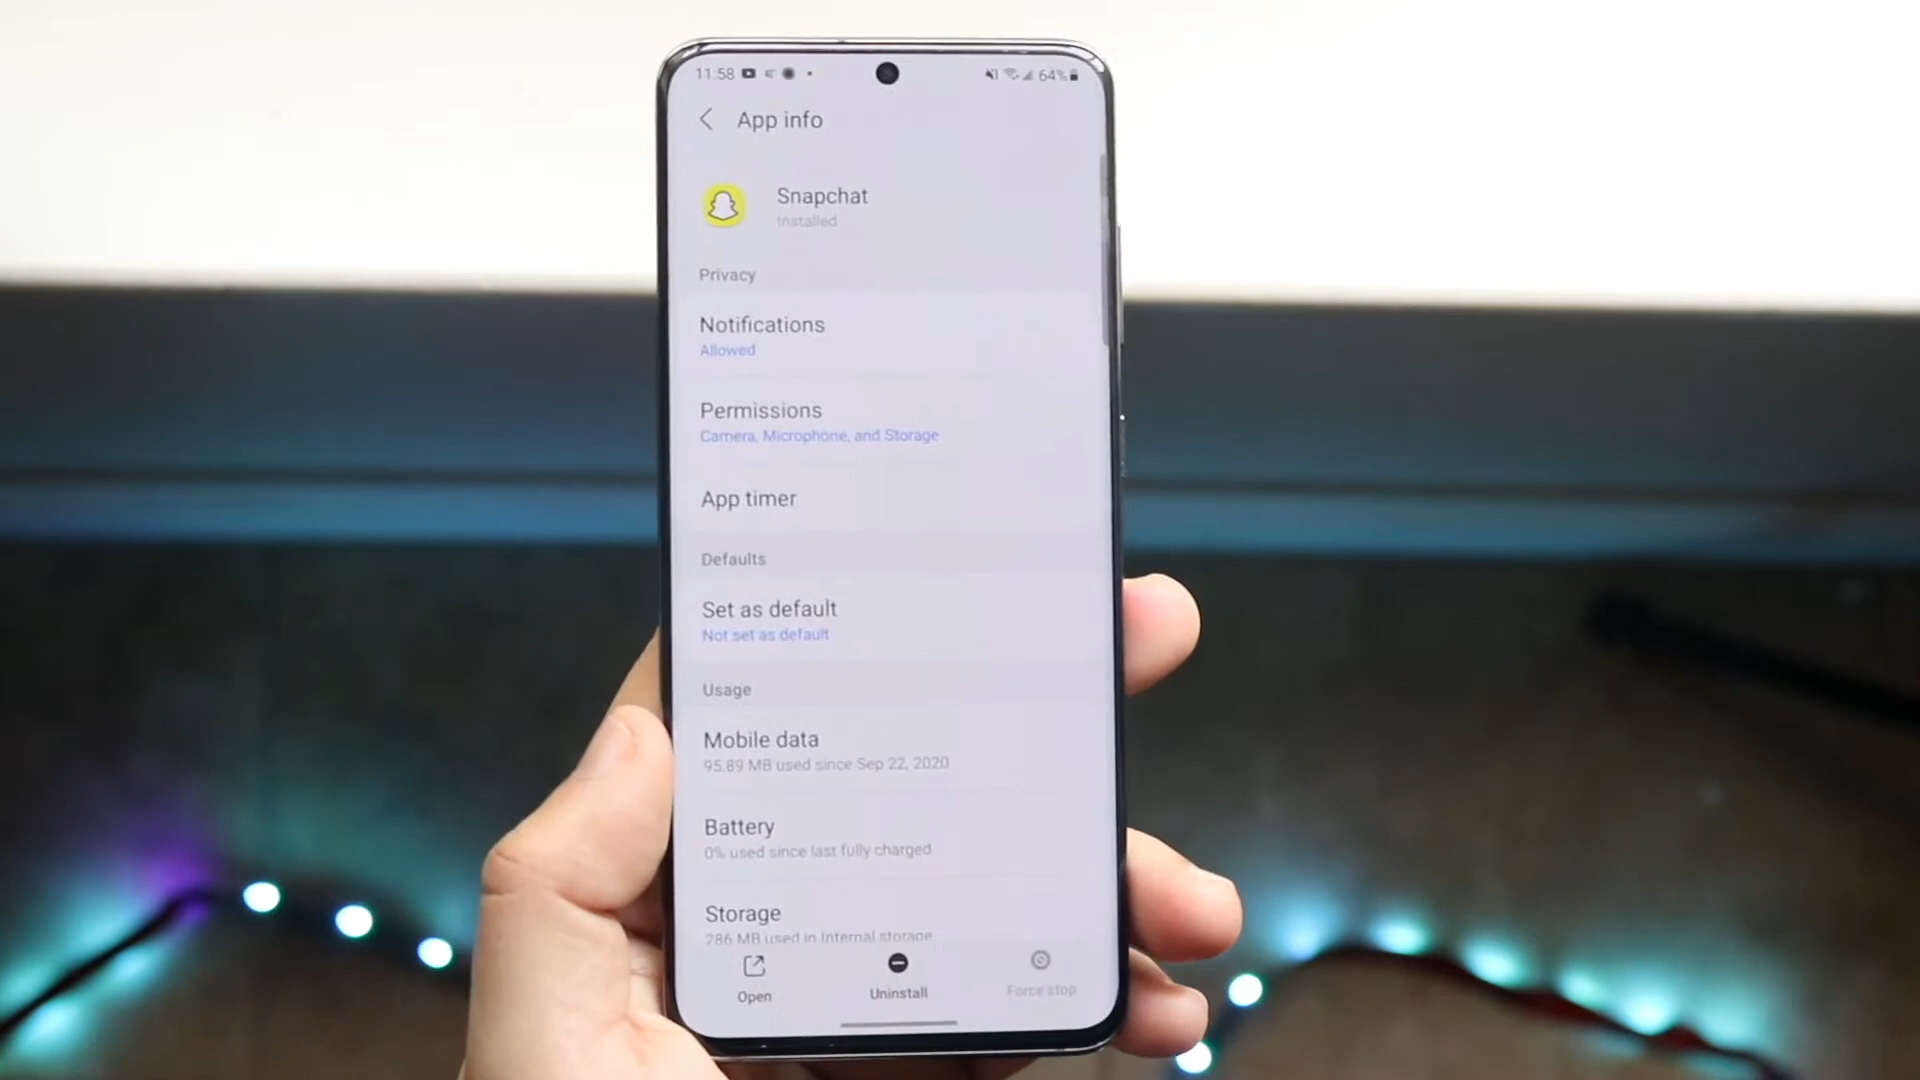 11:58
64%
App info
Snapchat
Installed
Privacy
Notifications
Allowed
Permissions
Camera, Microphone, and Storage
App timer
Defaults
Set as default
Not set as default
Usage
Mobile data
95.89 MB used since Sep 22, 2020
Battery
0% used since last fully charged
Storage
286 MB used in Internal storage
Open
Uninstall
Force stop